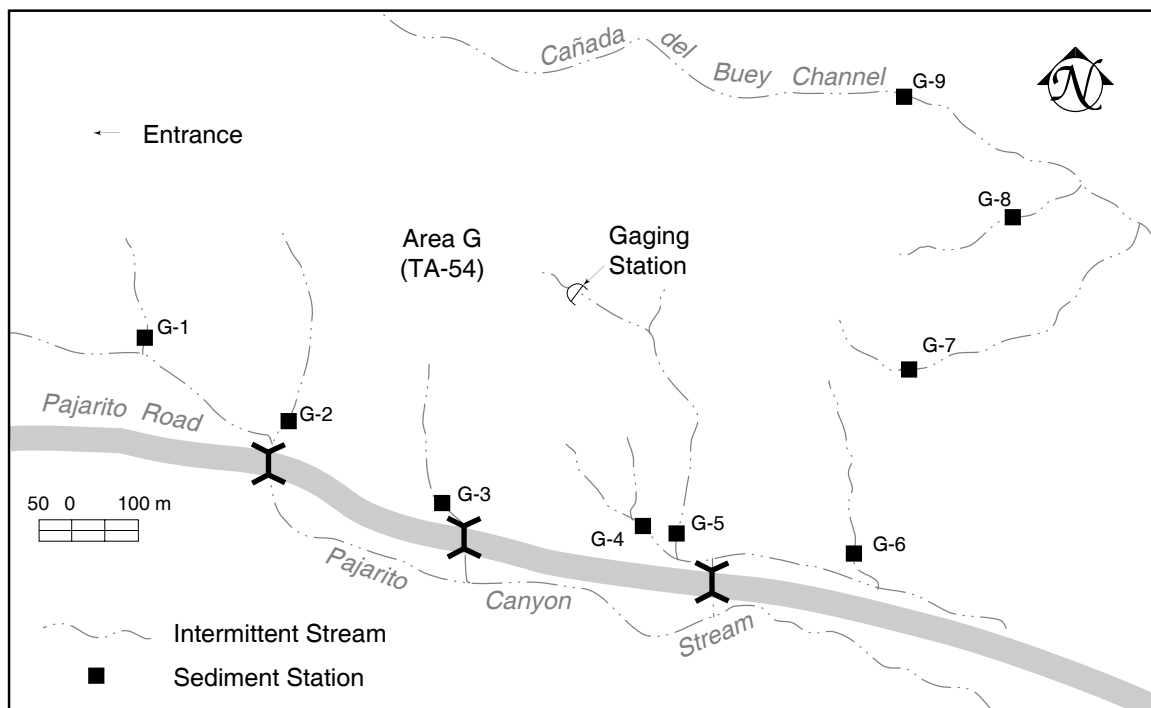 Cañada del
Buey Channel
G-9
N
Entrance
G-8
Area G
(TA-54)
Gaging
Station
G-1
G-7
Pajarito Road
G-2
50 0 100 m
G-3
G-4
G-5
G-6
Pajarito
Canyon
Stream
Intermittent Stream
Sediment Station